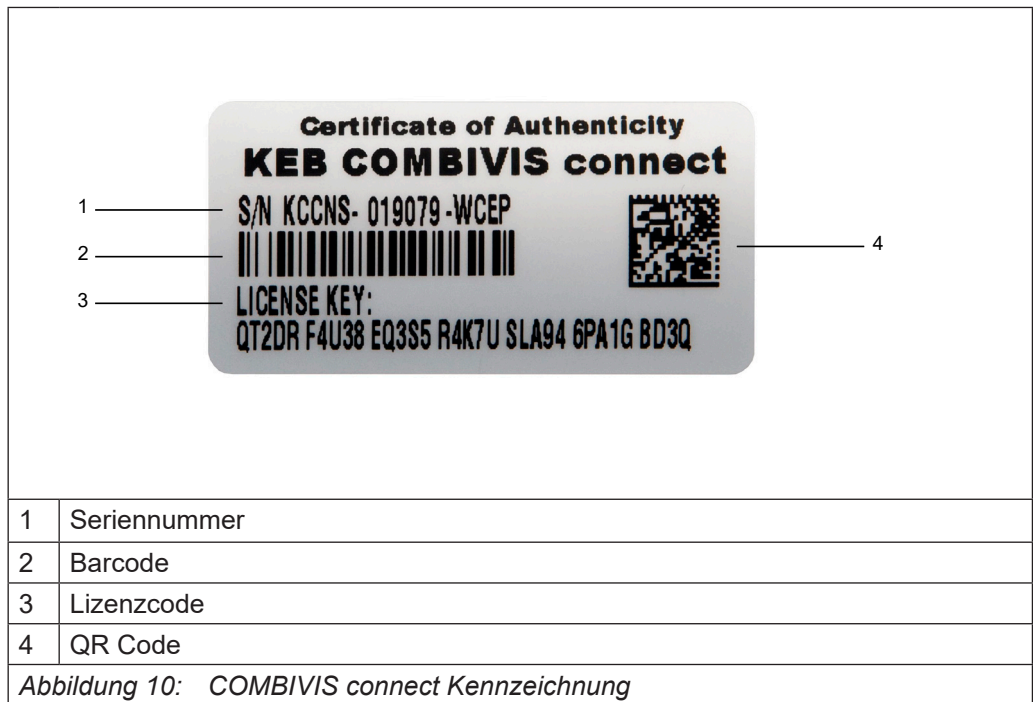 Certificate of Authenticity
KEB COMBIVIS connect
1
S/N KCCNS- 019079 -WCEP
2
4
3
LICENSE KEY:
QT2DR F4U38 EQ3S5 R4K7U SLA94 6PA1G BD3Q
1 Seriennummer
2 Barcode
3 Lizenzcode
4 QR Code
Abbildung 10: COMBIVIS connect Kennzeichnung